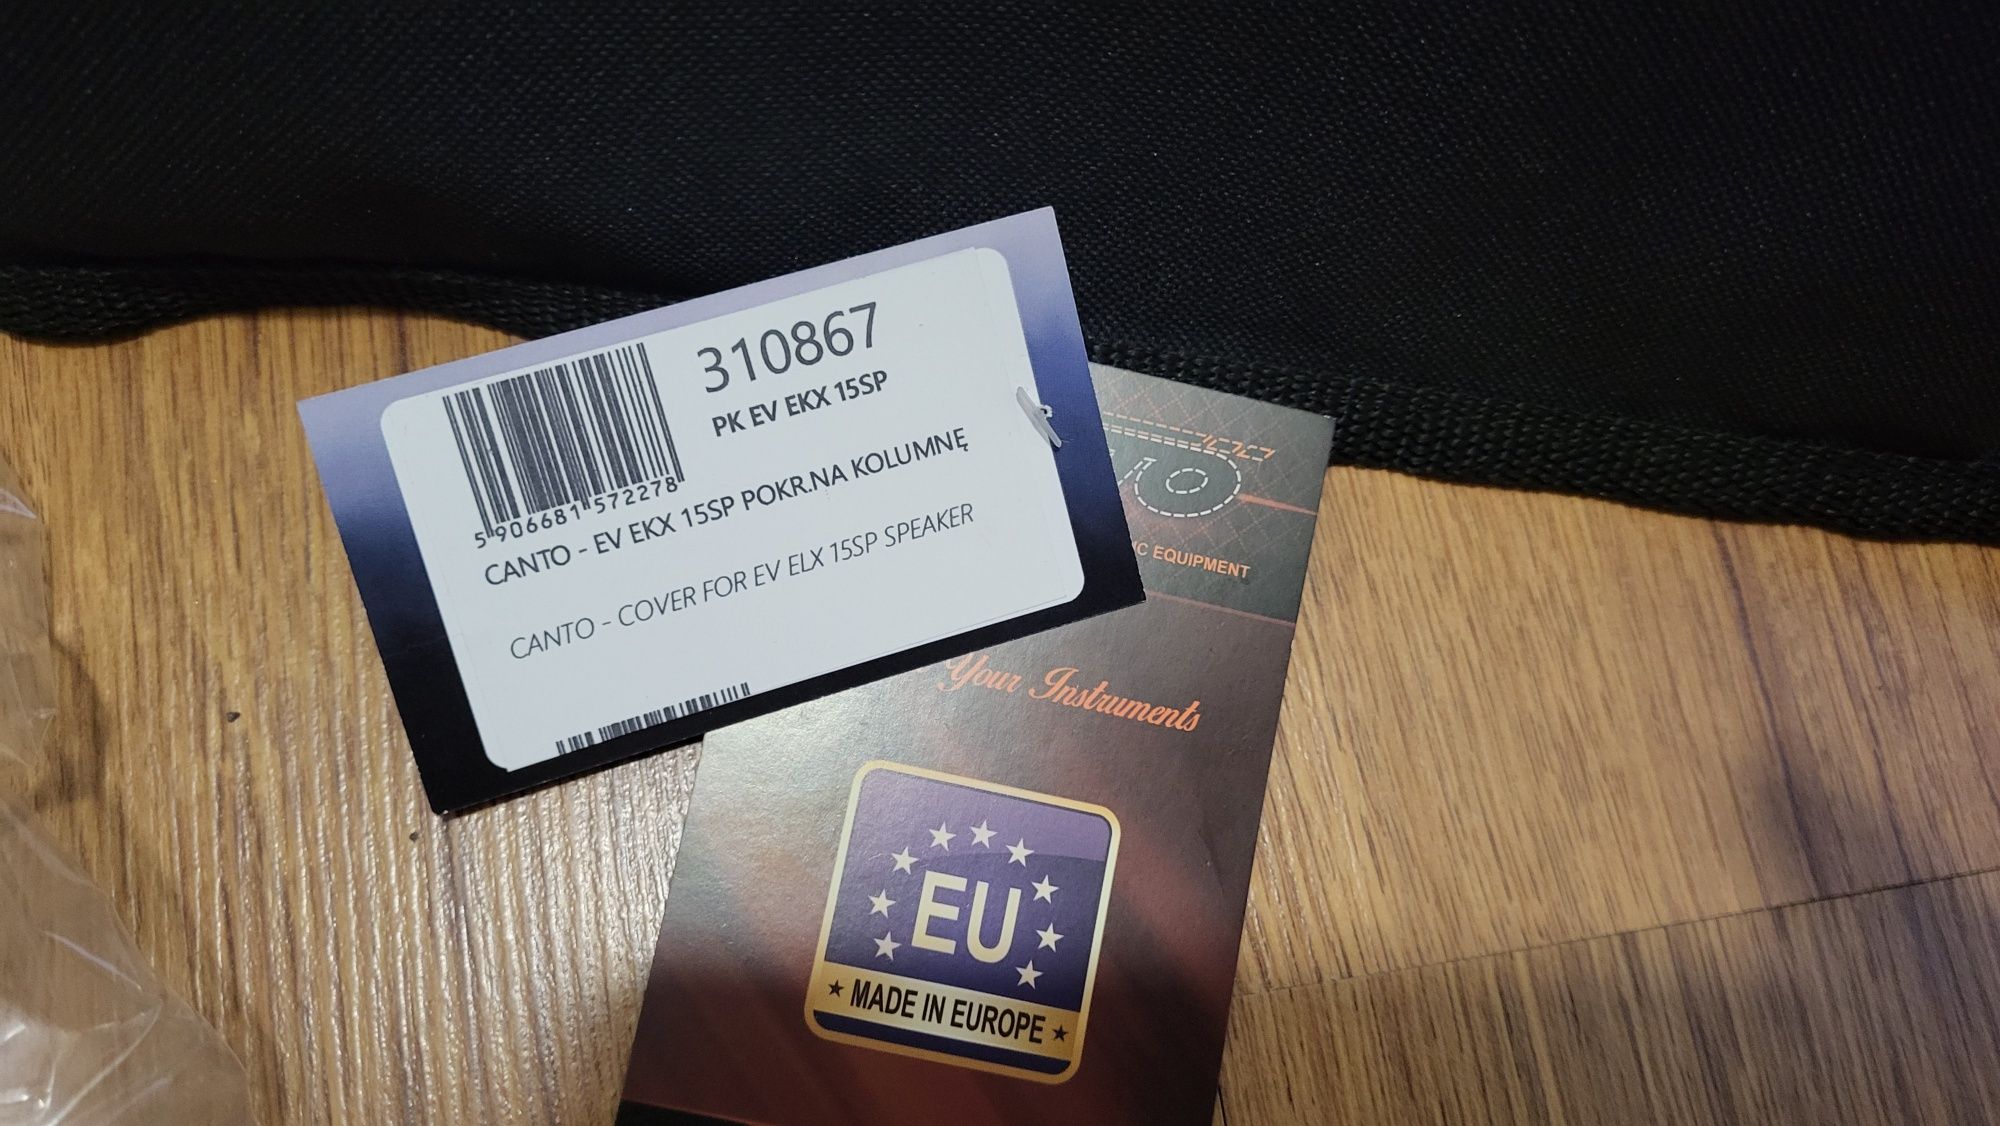 310867
PK EV EKX 15SP
5 906681 572278
CANTO - EV EKX 15SP POKR.NA KOLUMNĘ
CANTO - COVER FOR EV ELX 15SP SPEAKER
EQUIPMENT
Your Instruments
EU
MADE IN EUROPE